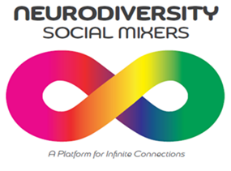 NEURODIVERSITY
SOCIAL MIXERS
A Platform for Infinite Connections